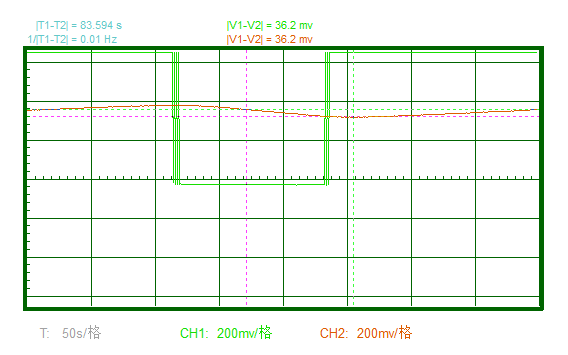 |T1-T2| = 83.594 s |V1-V2| = 36.2 mv
1/|T1-T2| = 0.01 Hz |V1-V2| = 36.2 mv
T: 50s/格 CH1: 200mv/格 CH2: 200mv/格